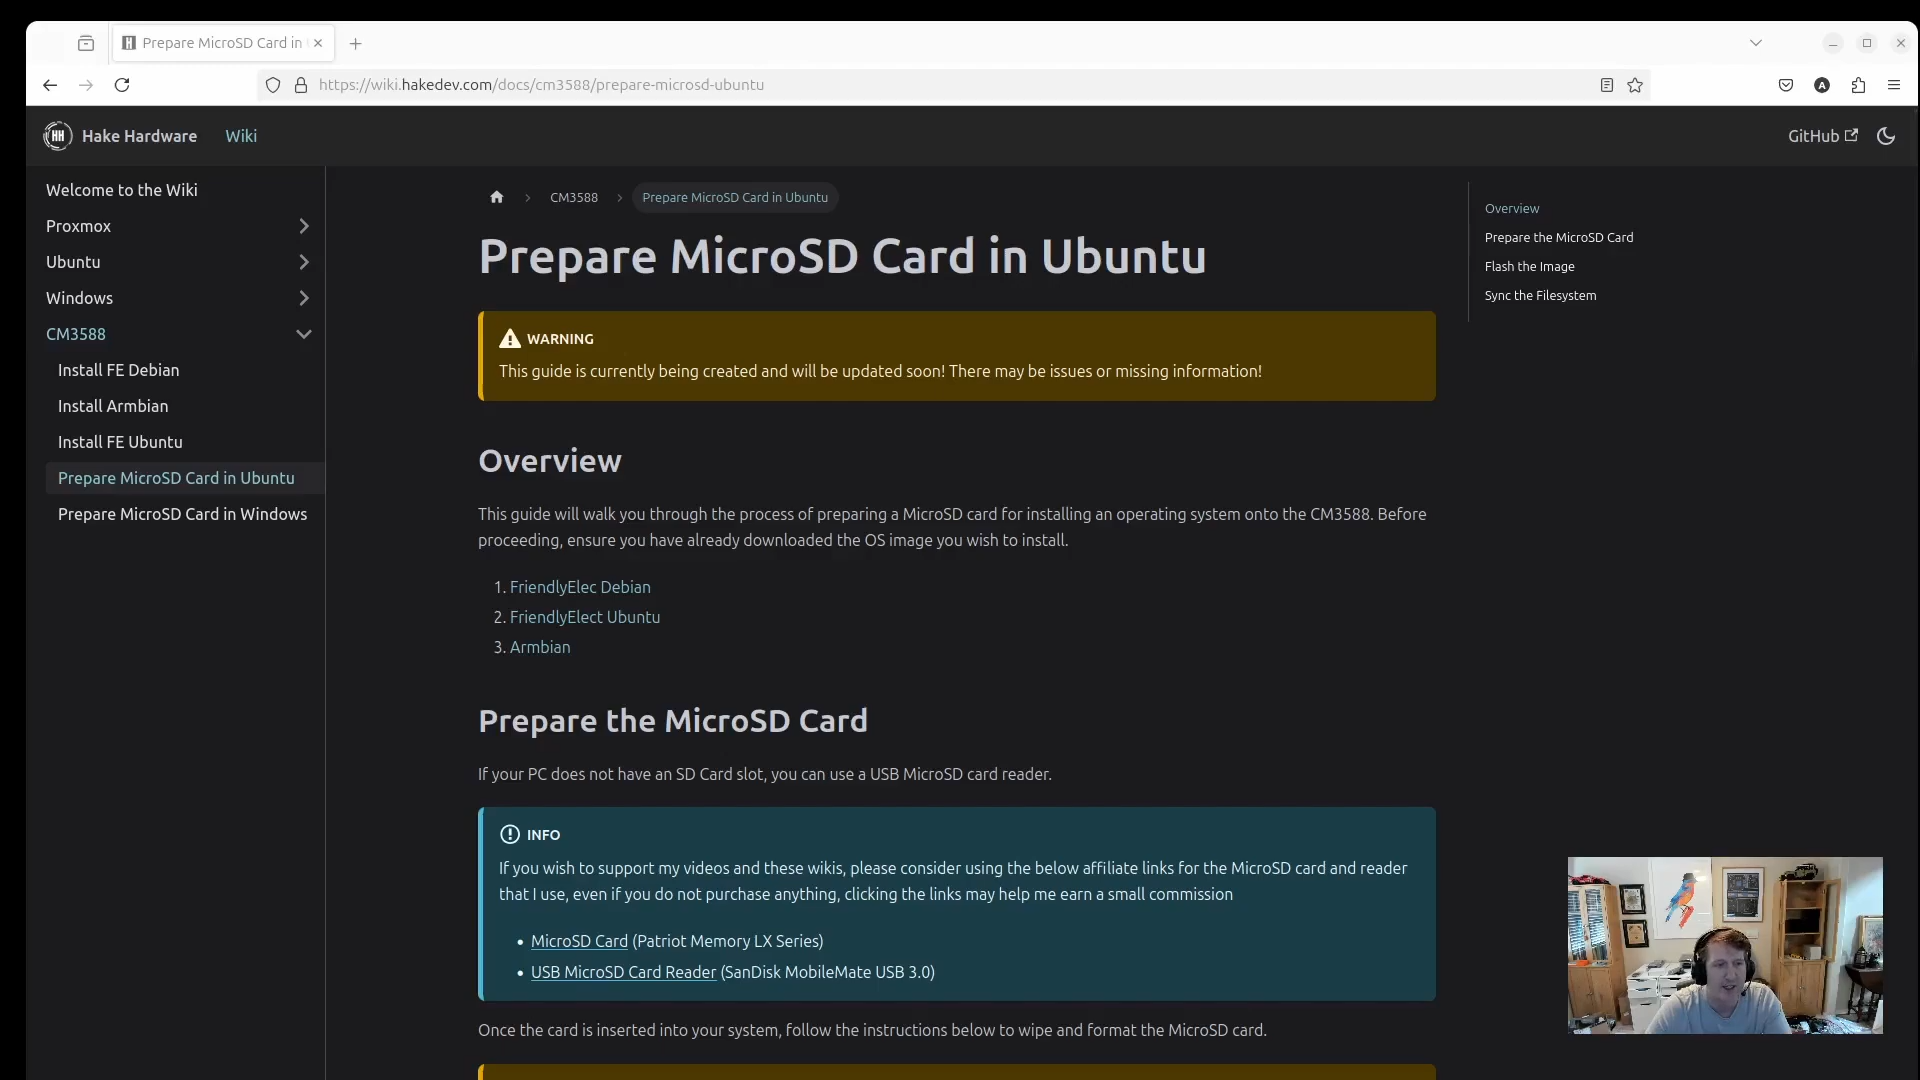 Prepare MicroSD Card in
https://wiki.hakedev.com/docs/cm3588/prepare-microsd-ubuntu
A
HH Hake Hardware
Wiki
GitHub
Welcome to the Wiki
Proxmox
Ubuntu
Windows
CM3588
Install FE Debian
Install Armbian
Install FE Ubuntu
Prepare MicroSD Card in Ubuntu
Prepare MicroSD Card in Windows
CM3588
Prepare MicroSD Card in Ubuntu
Prepare MicroSD Card in Ubuntu
WARNING
This guide is currently being created and will be updated soon! There may be issues or missing information!
Overview
This guide will walk you through the process of preparing a MicroSD card for installing an operating system onto the CM3588. Before
proceeding, ensure you have already downloaded the OS image you wish to install.
1. FriendlyElec Debian
2. FriendlyElect Ubuntu
3. Armbian
Prepare the MicroSD Card
If your PC does not have an SD Card slot, you can use a USB MicroSD card reader.
INFO
If you wish to support my videos and these wikis, please consider using the below affiliate links for the MicroSD card and reader
that I use, even if you do not purchase anything, clicking the links may help me earn a small commission
• MicroSD Card (Patriot Memory LX Series)
• USB MicroSD Card Reader (SanDisk MobileMate USB 3.0)
Once the card is inserted into your system, follow the instructions below to wipe and format the MicroSD card.
Overview
Prepare the MicroSD Card
Flash the Image
Sync the Filesystem